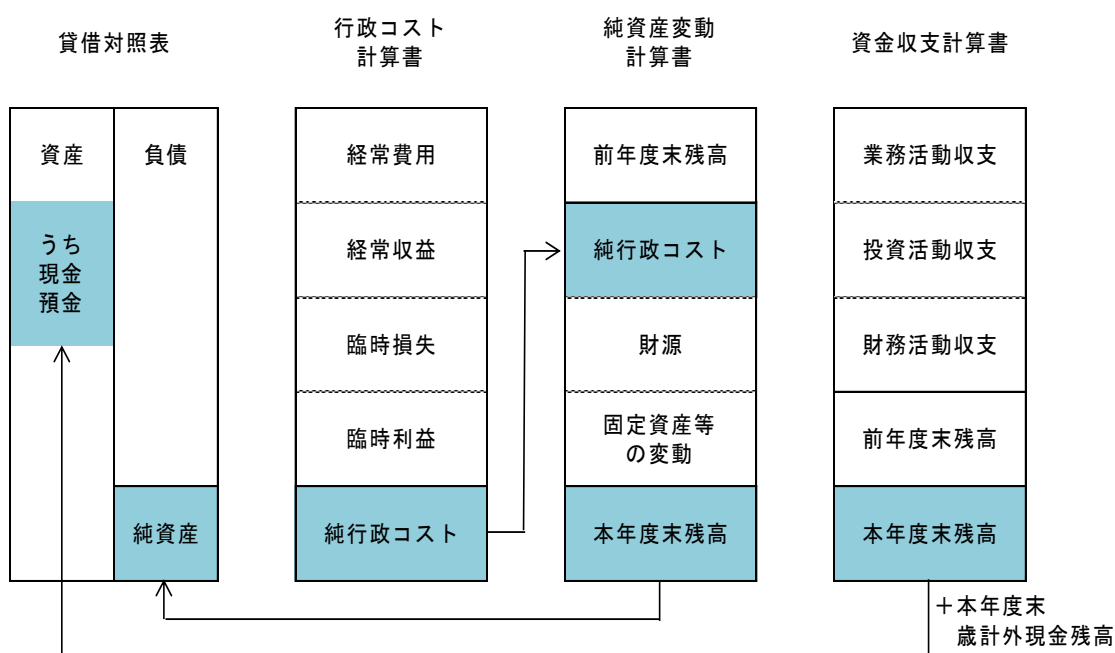 貸借対照表
行政コスト
計算書
純資産変動
計算書
資金収支計算書
資産
負債
うち
現金
預金
純資産
経常費用
経常収益
臨時損失
臨時利益
純行政コスト
前年度末残高
純行政コスト
財源
固定資産等
の変動
本年度末残高
業務活動収支
投資活動収支
財務活動収支
前年度末残高
本年度末残高
＋本年度末
歳計外現金残高